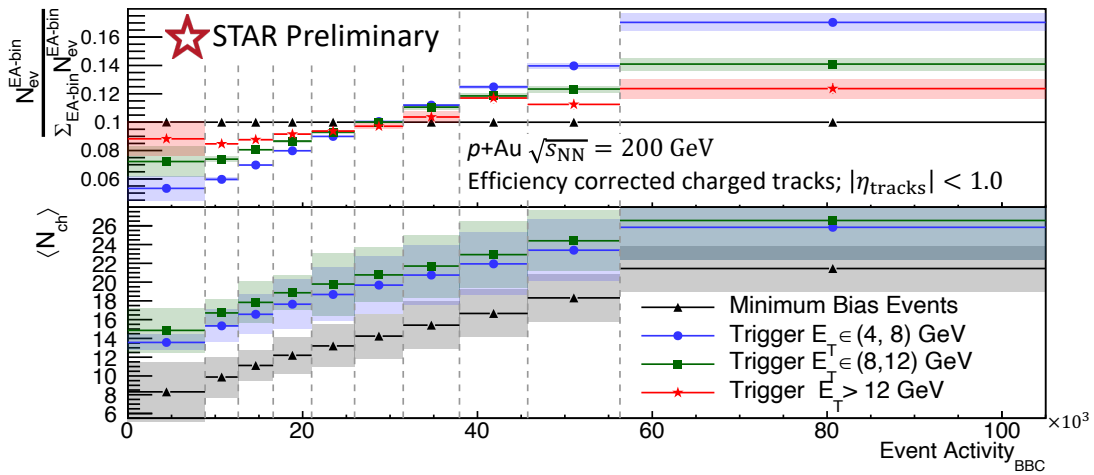 N_ev^EA-bin / Σ_EA-bin N_ev^EA-bin
0.16
0.14
0.12
0.1
0.08
0.06
STAR Preliminary
p+Au √s_NN = 200 GeV
Efficiency corrected charged tracks; |η_tracks| < 1.0
⟨N_ch⟩
26
24
22
20
18
16
14
12
10
8
6
Minimum Bias Events
Trigger E_T ∈ (4, 8) GeV
Trigger E_T ∈ (8,12) GeV
Trigger E_T > 12 GeV
0 20 40 60 80 100 ×10³
Event Activity_BBC